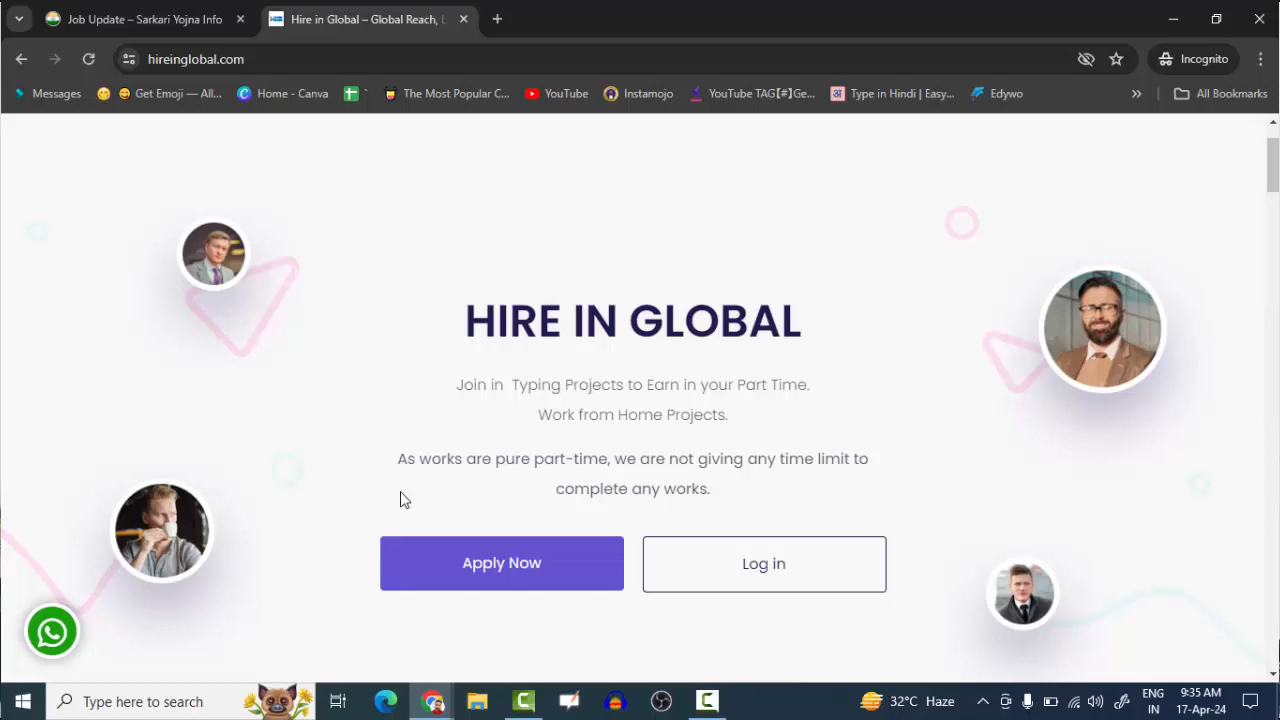 Job Update – Sarkari Yojna Info
Hire in Global – Global Reach,
hireinglobal.com
Incognito
Messages
Get Emoji — All...
Home - Canva
The Most Popular C...
YouTube
Instamojo
YouTube TAG[#]Ge...
Type in Hindi | Easy...
Edywo
All Bookmarks
HIRE IN GLOBAL
Join in Typing Projects to Earn in your Part Time.
Work from Home Projects.
As works are pure part-time, we are not giving any time limit to
complete any works.
Apply Now
Log in
Type here to search
32°C Haze
ENG
IN
9:35 AM
17-Apr-24